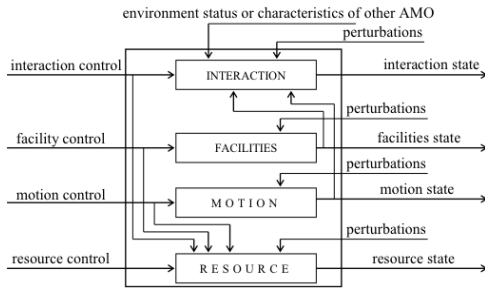 environment status or characteristics of other AMO
perturbations
interaction control
INTERACTION
interaction state
perturbations
facility control
FACILITIES
facilities state
perturbations
motion control
MOTION
motion state
perturbations
resource control
RESOURCE
resource state